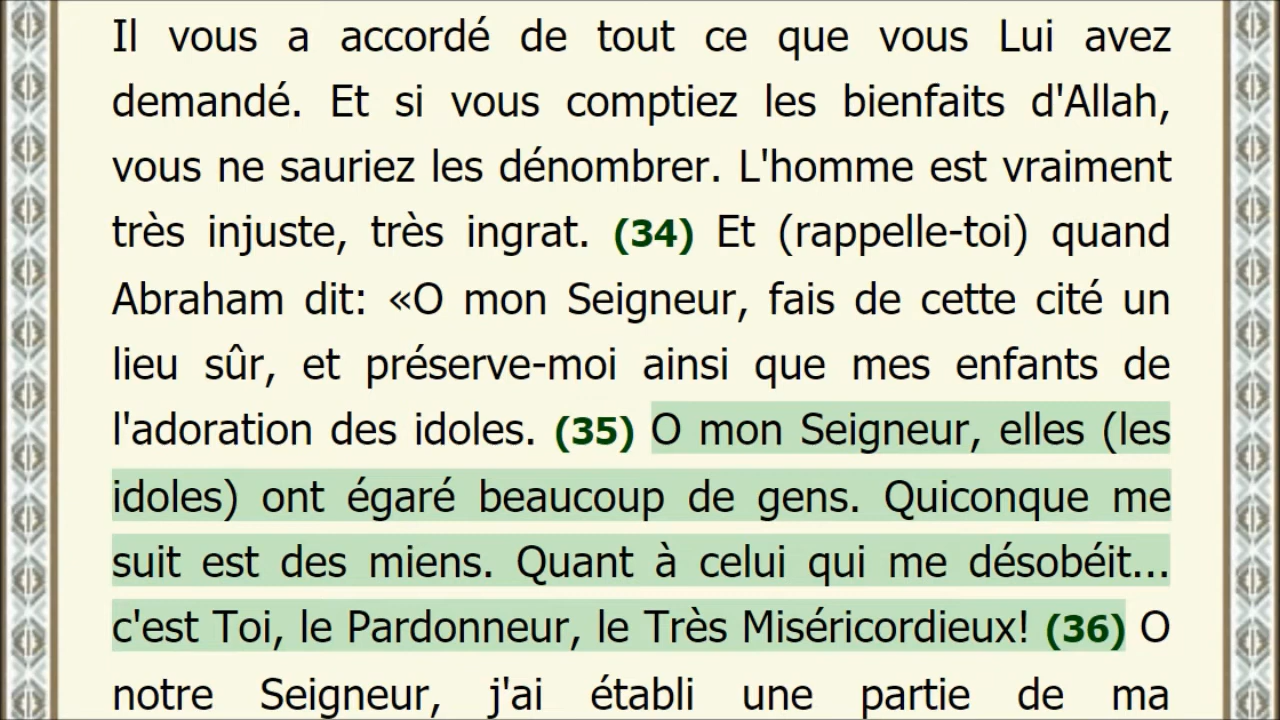 Il vous a accordé de tout ce que vous Lui avez
demandé. Et si vous comptiez les bienfaits d'Allah,
vous ne sauriez les dénombrer. L'homme est vraiment
très injuste, très ingrat. (34) Et (rappelle-toi) quand
Abraham dit: «O mon Seigneur, fais de cette cité un
lieu sûr, et préserve-moi ainsi que mes enfants de
l'adoration des idoles. (35) O mon Seigneur, elles (les
idoles) ont égaré beaucoup de gens. Quiconque me
suit est des miens. Quant à celui qui me désobéit...
c'est Toi, le Pardonneur, le Très Miséricordieux! (36) O
notre Seigneur, j'ai établi une partie de ma